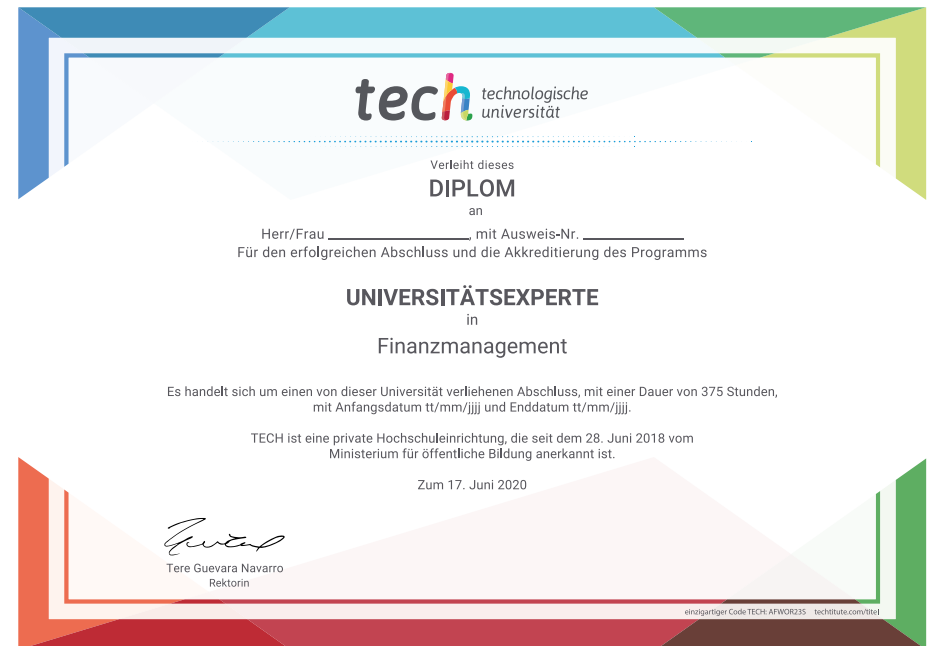 tech technologische
universität
Verleiht dieses
DIPLOM
an
Herr/Frau ____________________, mit Ausweis-Nr. ______________
Für den erfolgreichen Abschluss und die Akkreditierung des Programms
UNIVERSITÄTSEXPERTE
in
Finanzmanagement
Es handelt sich um einen von dieser Universität verliehenen Abschluss, mit einer Dauer von 375 Stunden,
mit Anfangsdatum tt/mm/jjjj und Enddatum tt/mm/jjjj.
TECH ist eine private Hochschuleinrichtung, die seit dem 28. Juni 2018 vom
Ministerium für öffentliche Bildung anerkannt ist.
Zum 17. Juni 2020
Tere Guevara Navarro
Rektorin
einzigartiger Code TECH: AFWOR23S techtitute.com/titel